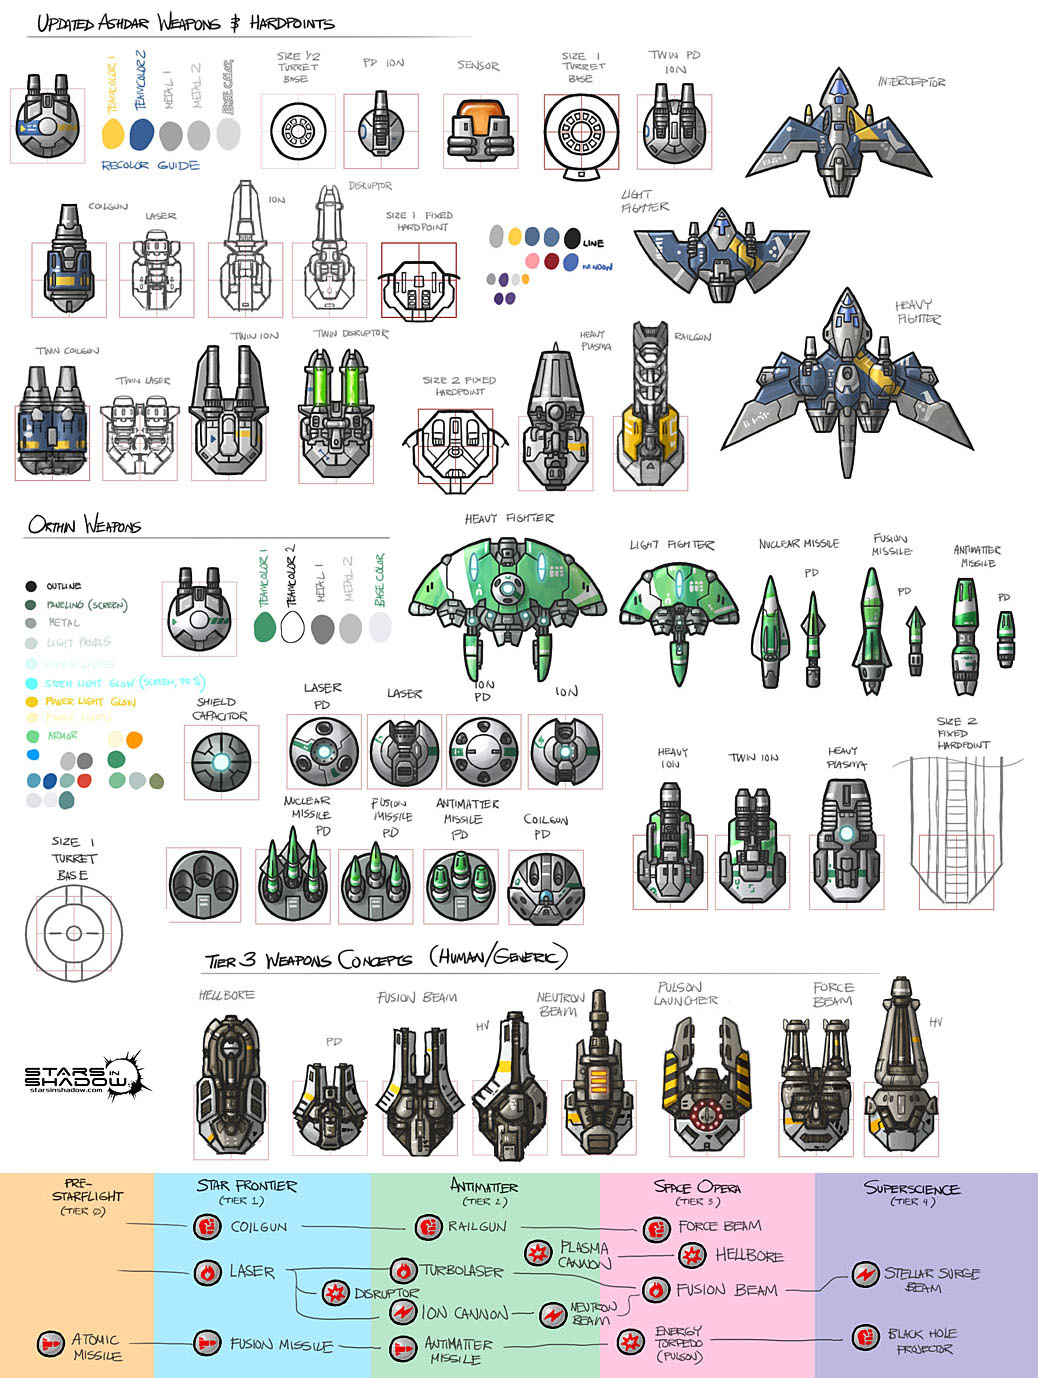 UPDATED ASHDAR WEAPONS & HARDPOINTS
TEAMCOLOR 1
TEAMCOLOR 2
METAL 1
METAL 2
BASE COLOR
RECOLOR GUIDE
SIZE 1/2
TURRET
BASE
PD ION
SENSOR
SIZE 1
TURRET
BASE
TWIN PD
ION
INTERCEPTOR
COILGUN
LASER
ION
DISRUPTOR
SIZE 1 FIXED
HARDPOINT
LINE
WINDOW
LIGHT
FIGHTER
HEAVY
FIGHTER
TWIN COILGUN
TWIN LASER
TWIN ION
TWIN DISRUPTOR
SIZE 2 FIXED
HARDPOINT
HEAVY
PLASMA
RAILGUN
ORTHIN WEAPONS
OUTLINE
PANELING (SCREEN)
METAL
LIGHT PANELS
SYSTEM LIGHTS
SYSTEM LIGHT GLOW (SCREEN, 74%)
POWER LIGHT GLOW
POWER LIGHTS
ARMOR
TEAMCOLOR 1
TEAMCOLOR 2
METAL 1
METAL 2
BASE COLOR
HEAVY FIGHTER
LIGHT FIGHTER
NUCLEAR MISSILE
PD
FUSION
MISSILE
PD
ANTIMATTER
MISSILE
PD
SHIELD
CAPACITOR
LASER
PD
LASER
ION
PD
ION
NUCLEAR
MISSILE
PD
FUSION
MISSILE
PD
ANTIMATTER
MISSILE
PD
COILGUN
PD
HEAVY
ION
TWIN ION
HEAVY
PLASMA
SIZE 2
FIXED
HARDPOINT
SIZE 1
TURRET
BASE
TIER 3 WEAPONS CONCEPTS (HUMAN/GENERIC)
HELLBORE
PD
FUSION BEAM
HV
NEUTRON
BEAM
PULSON
LAUNCHER
FORCE
BEAM
HV
STARS IN
SHADOW
starsinshadow.com
PRE-
STARFLIGHT
(TIER 0)
STAR FRONTIER
(TIER 1)
ANTIMATTER
(TIER 2)
SPACE OPERA
(TIER 3)
SUPERSCIENCE
(TIER 4)
COILGUN
RAILGUN
FORCE BEAM
PLASMA
CANNON
HELLBORE
LASER
TURBOLASER
DISRUPTOR
ION CANNON
NEUTRON
BEAM
FUSION BEAM
STELLAR SURGE
BEAM
ATOMIC
MISSILE
FUSION MISSILE
ANTIMATTER
MISSILE
ENERGY
TORPEDO
(PULSON)
BLACK HOLE
PROJECTOR